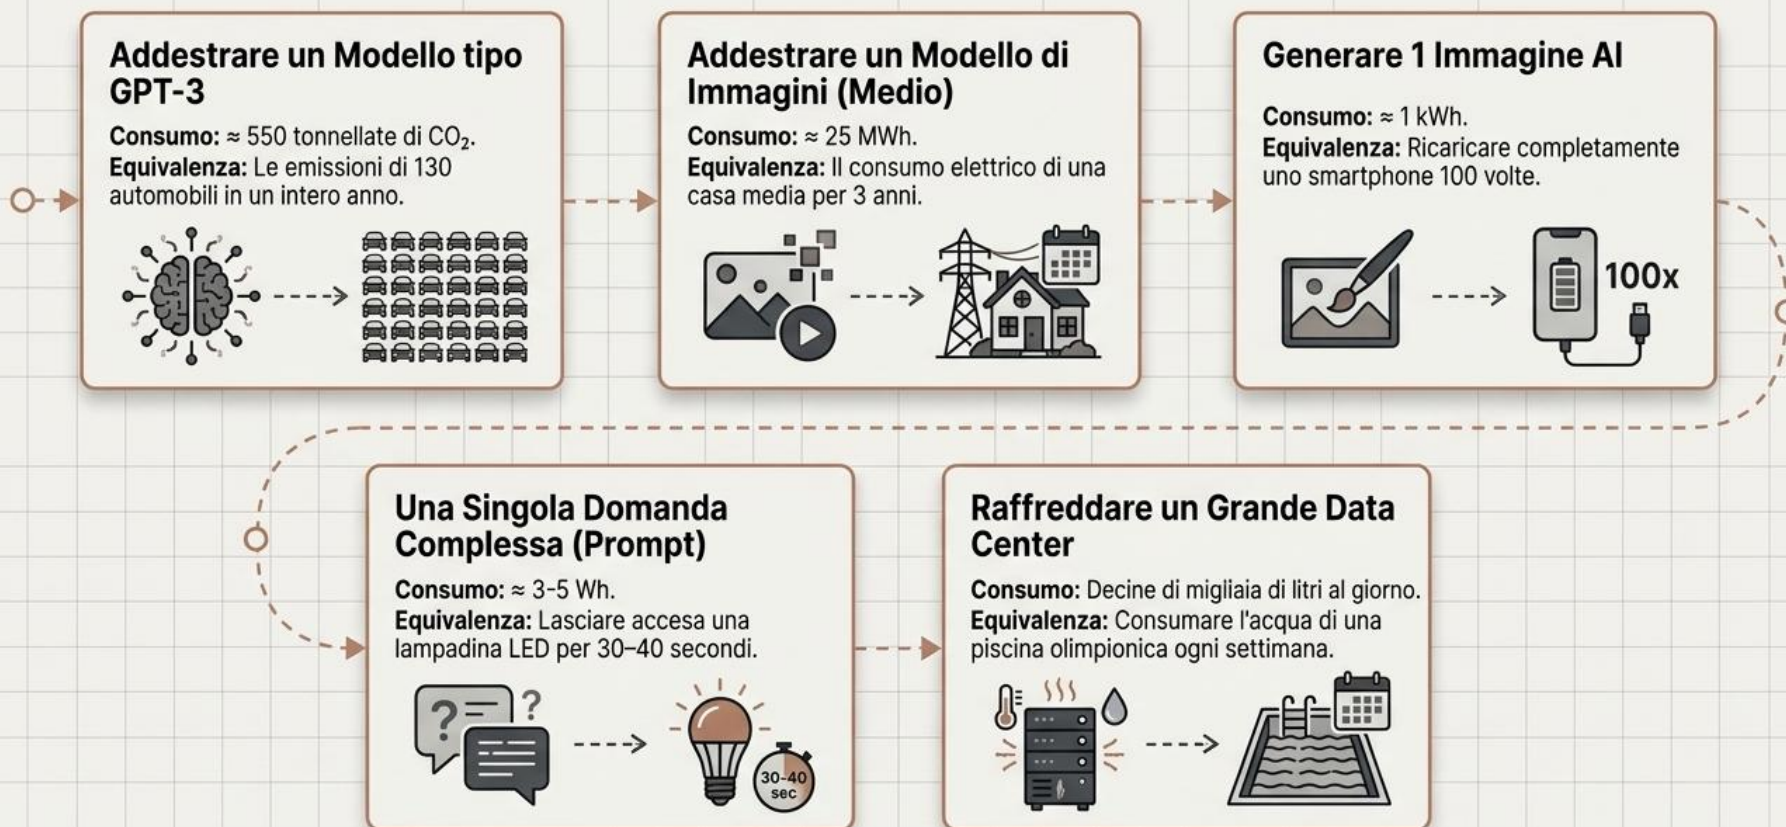 Addestrare un Modello tipo
GPT-3
Consumo: ≈ 550 tonnellate di CO₂.
Equivalenza: Le emissioni di 130
automobili in un intero anno.
Addestrare un Modello di
Immagini (Medio)
Consumo: ≈ 25 MWh.
Equivalenza: Il consumo elettrico di una
casa media per 3 anni.
Generare 1 Immagine AI
Consumo: ≈ 1 kWh.
Equivalenza: Ricaricare completamente
uno smartphone 100 volte.
100x
Una Singola Domanda
Complessa (Prompt)
Consumo: ≈ 3-5 Wh.
Equivalenza: Lasciare accesa una
lampadina LED per 30–40 secondi.
? ?
30-40
sec
Raffreddare un Grande Data
Center
Consumo: Decine di migliaia di litri al giorno.
Equivalenza: Consumare l'acqua di una
piscina olimpionica ogni settimana.